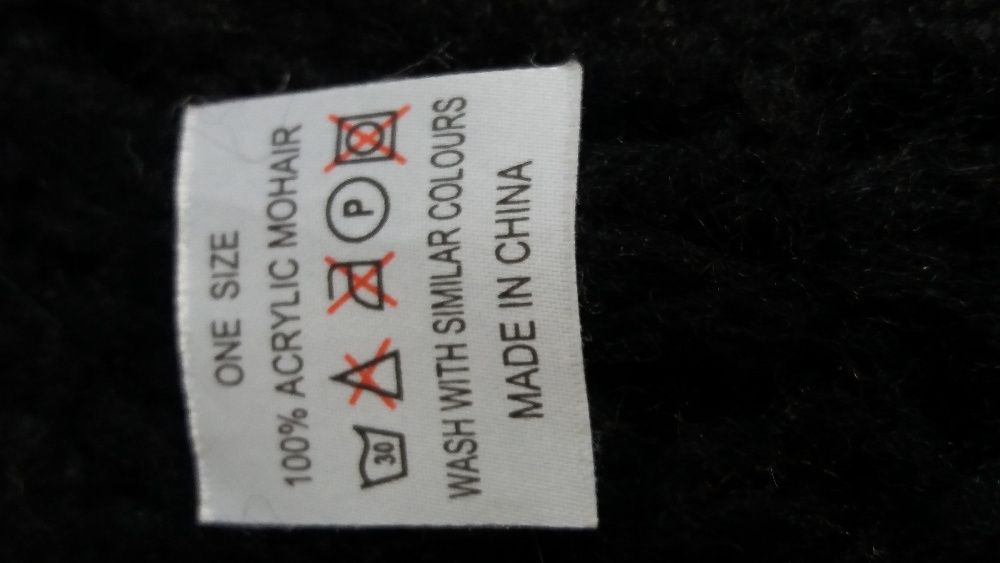 ONE SIZE
100% ACRYLIC MOHAIR
30 P
WASH WITH SIMILAR COLOURS
MADE IN CHINA